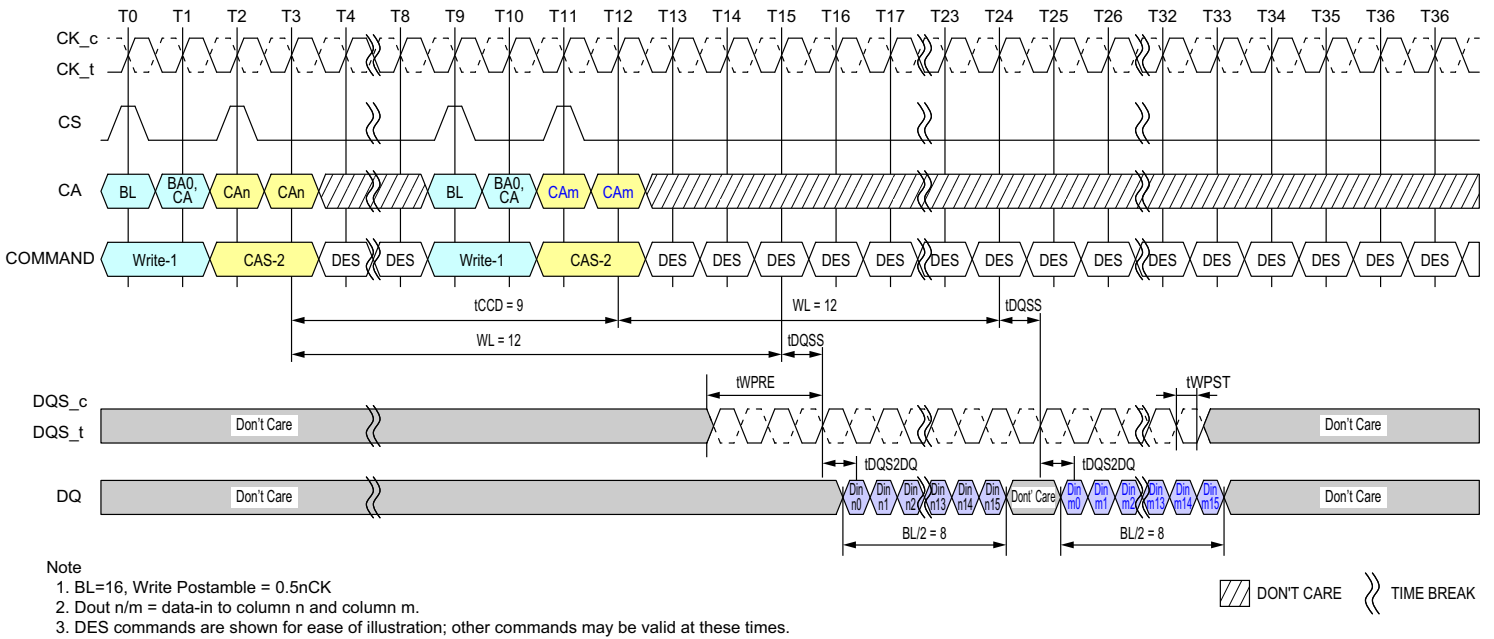 T0 T1 T2 T3 T4 T8 T9 T10 T11 T12 T13 T14 T15 T16 T17 T23 T24 T25 T26 T32 T33 T34 T35 T36 T36
CK_c
CK_t
CS
CA BL BA0, CA CAn CAn BL BA0, CA CAm CAm
COMMAND Write-1 CAS-2 DES DES Write-1 CAS-2 DES DES DES DES DES DES DES DES DES DES DES DES DES DES DES
tCCD = 9 WL = 12 tDQSS
WL = 12 tDQSS
tWPRE tWPST
DQS_c
DQS_t Don't Care Don't Care
tDQS2DQ tDQS2DQ
DQ Don't Care Din n0 Din n1 Din n2 Din n13 Din n14 Din n15 Dont' Care Din m0 Din m1 Din m2 Din m13 Din m14 Din m15 Don't Care
BL/2 = 8 BL/2 = 8
Note
1. BL=16, Write Postamble = 0.5nCK
2. Dout n/m = data-in to column n and column m.
3. DES commands are shown for ease of illustration; other commands may be valid at these times.
DON'T CARE TIME BREAK